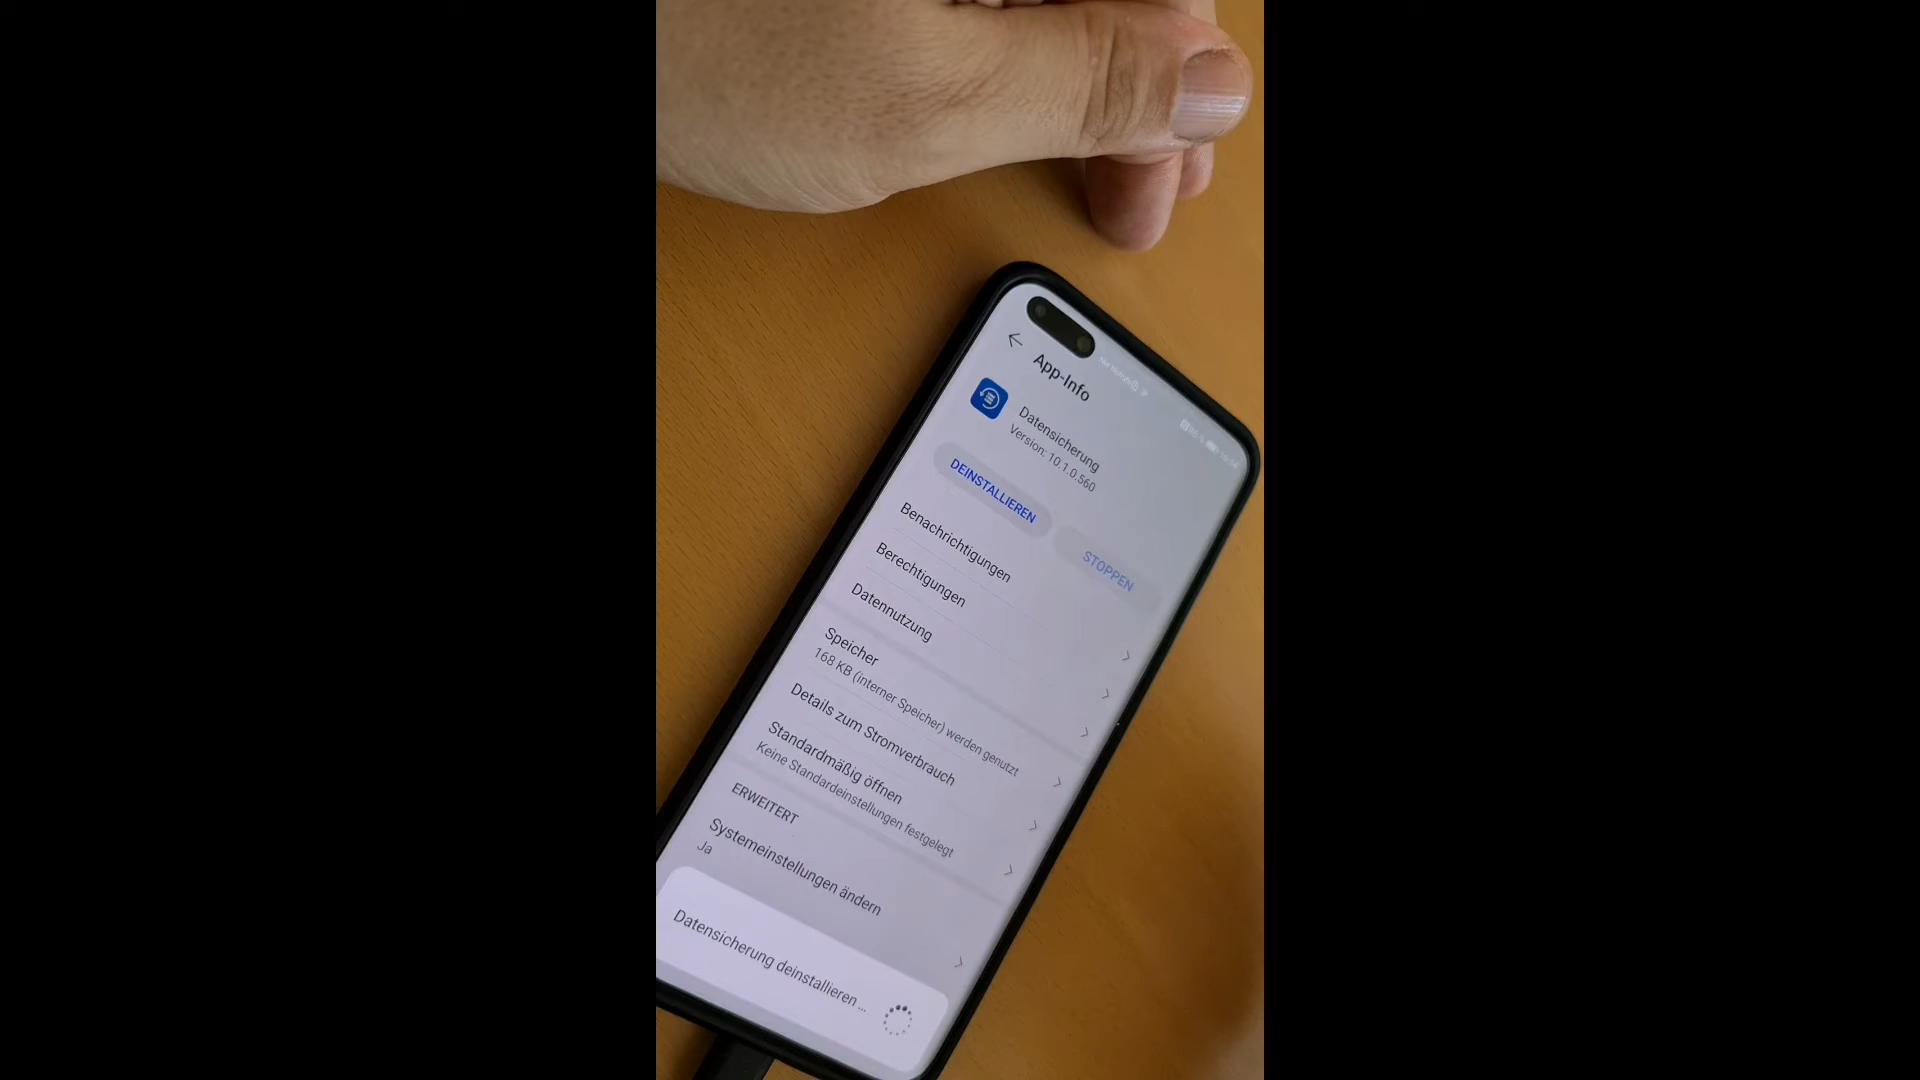 App-Info
Datensicherung
Version: 10.1.0.560
DEINSTALLIEREN
STOPPEN
Benachrichtigungen
Berechtigungen
Datennutzung
Speicher
168 KB (interner Speicher) werden genutzt
Details zum Stromverbrauch
Standardmäßig öffnen
Keine Standardeinstellungen festgelegt
ERWEITERT
Systemeinstellungen ändern
Ja
Datensicherung deinstallieren ...